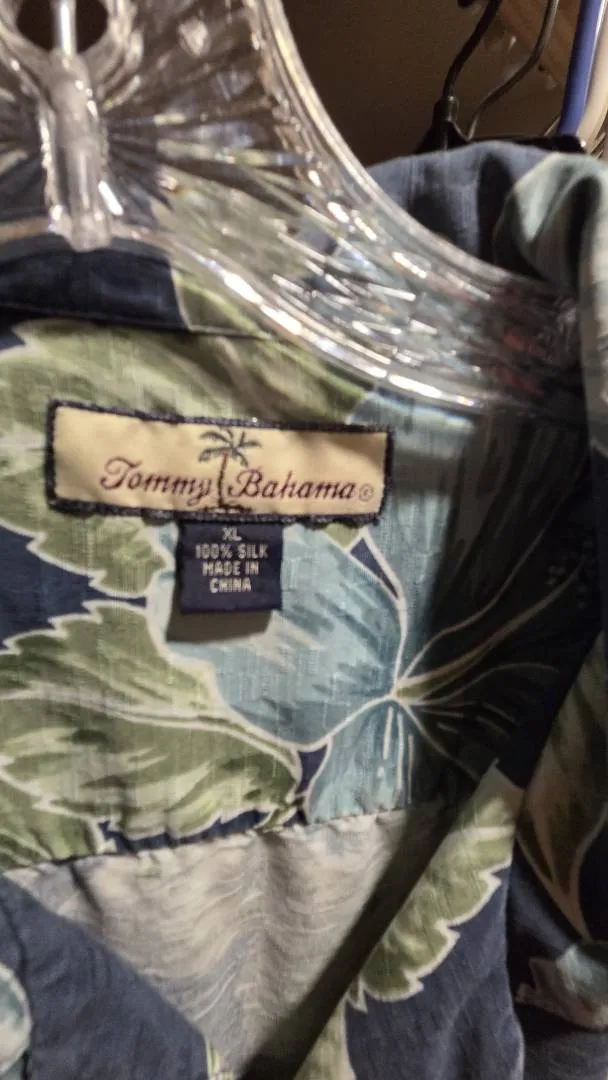 Tommy Bahama©
XL
100% SILK
MADE IN
CHINA